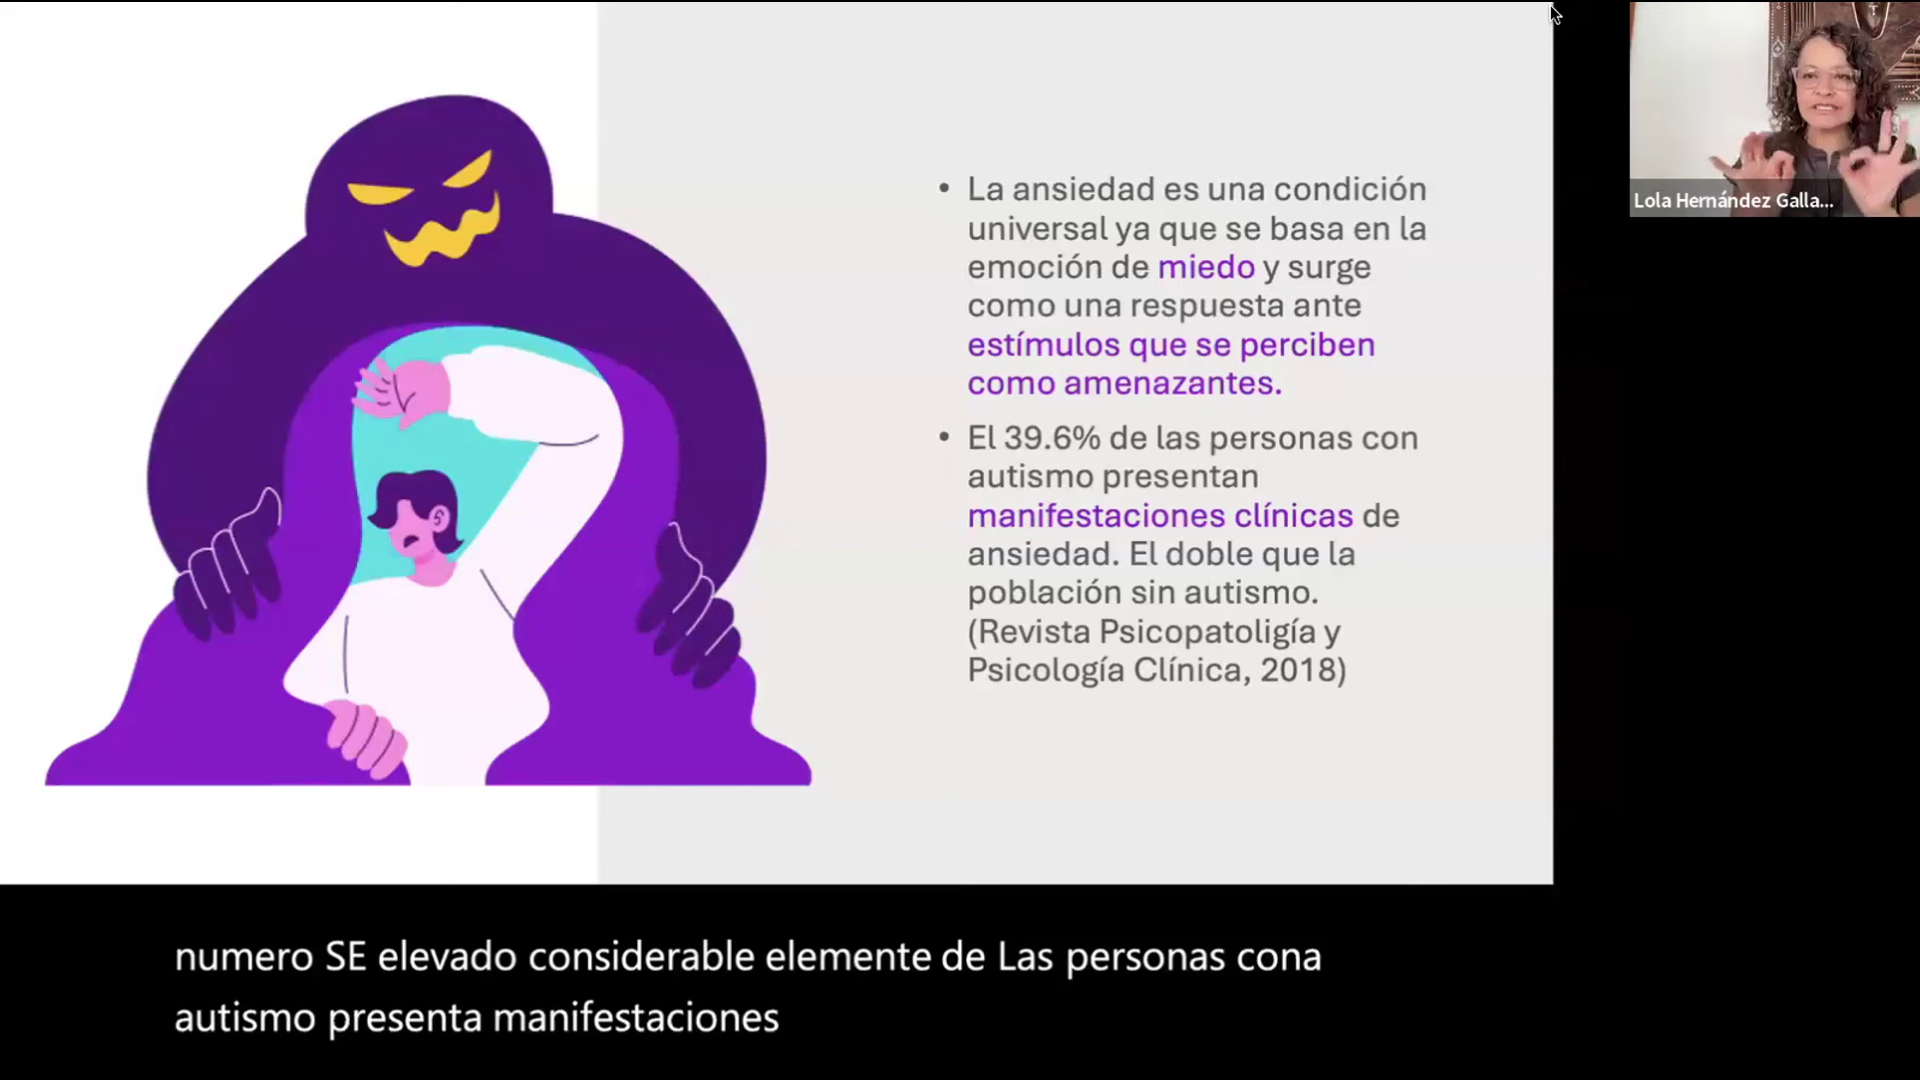 • La ansiedad es una condición
universal ya que se basa en la
emoción de miedo y surge
como una respuesta ante
estímulos que se perciben
como amenazantes.
• El 39.6% de las personas con
autismo presentan
manifestaciones clínicas de
ansiedad. El doble que la
población sin autismo.
(Revista Psicopatoligía y
Psicología Clínica, 2018)
Lola Hernández Galla...
numero SE elevado considerable elemente de Las personas cona
autismo presenta manifestaciones